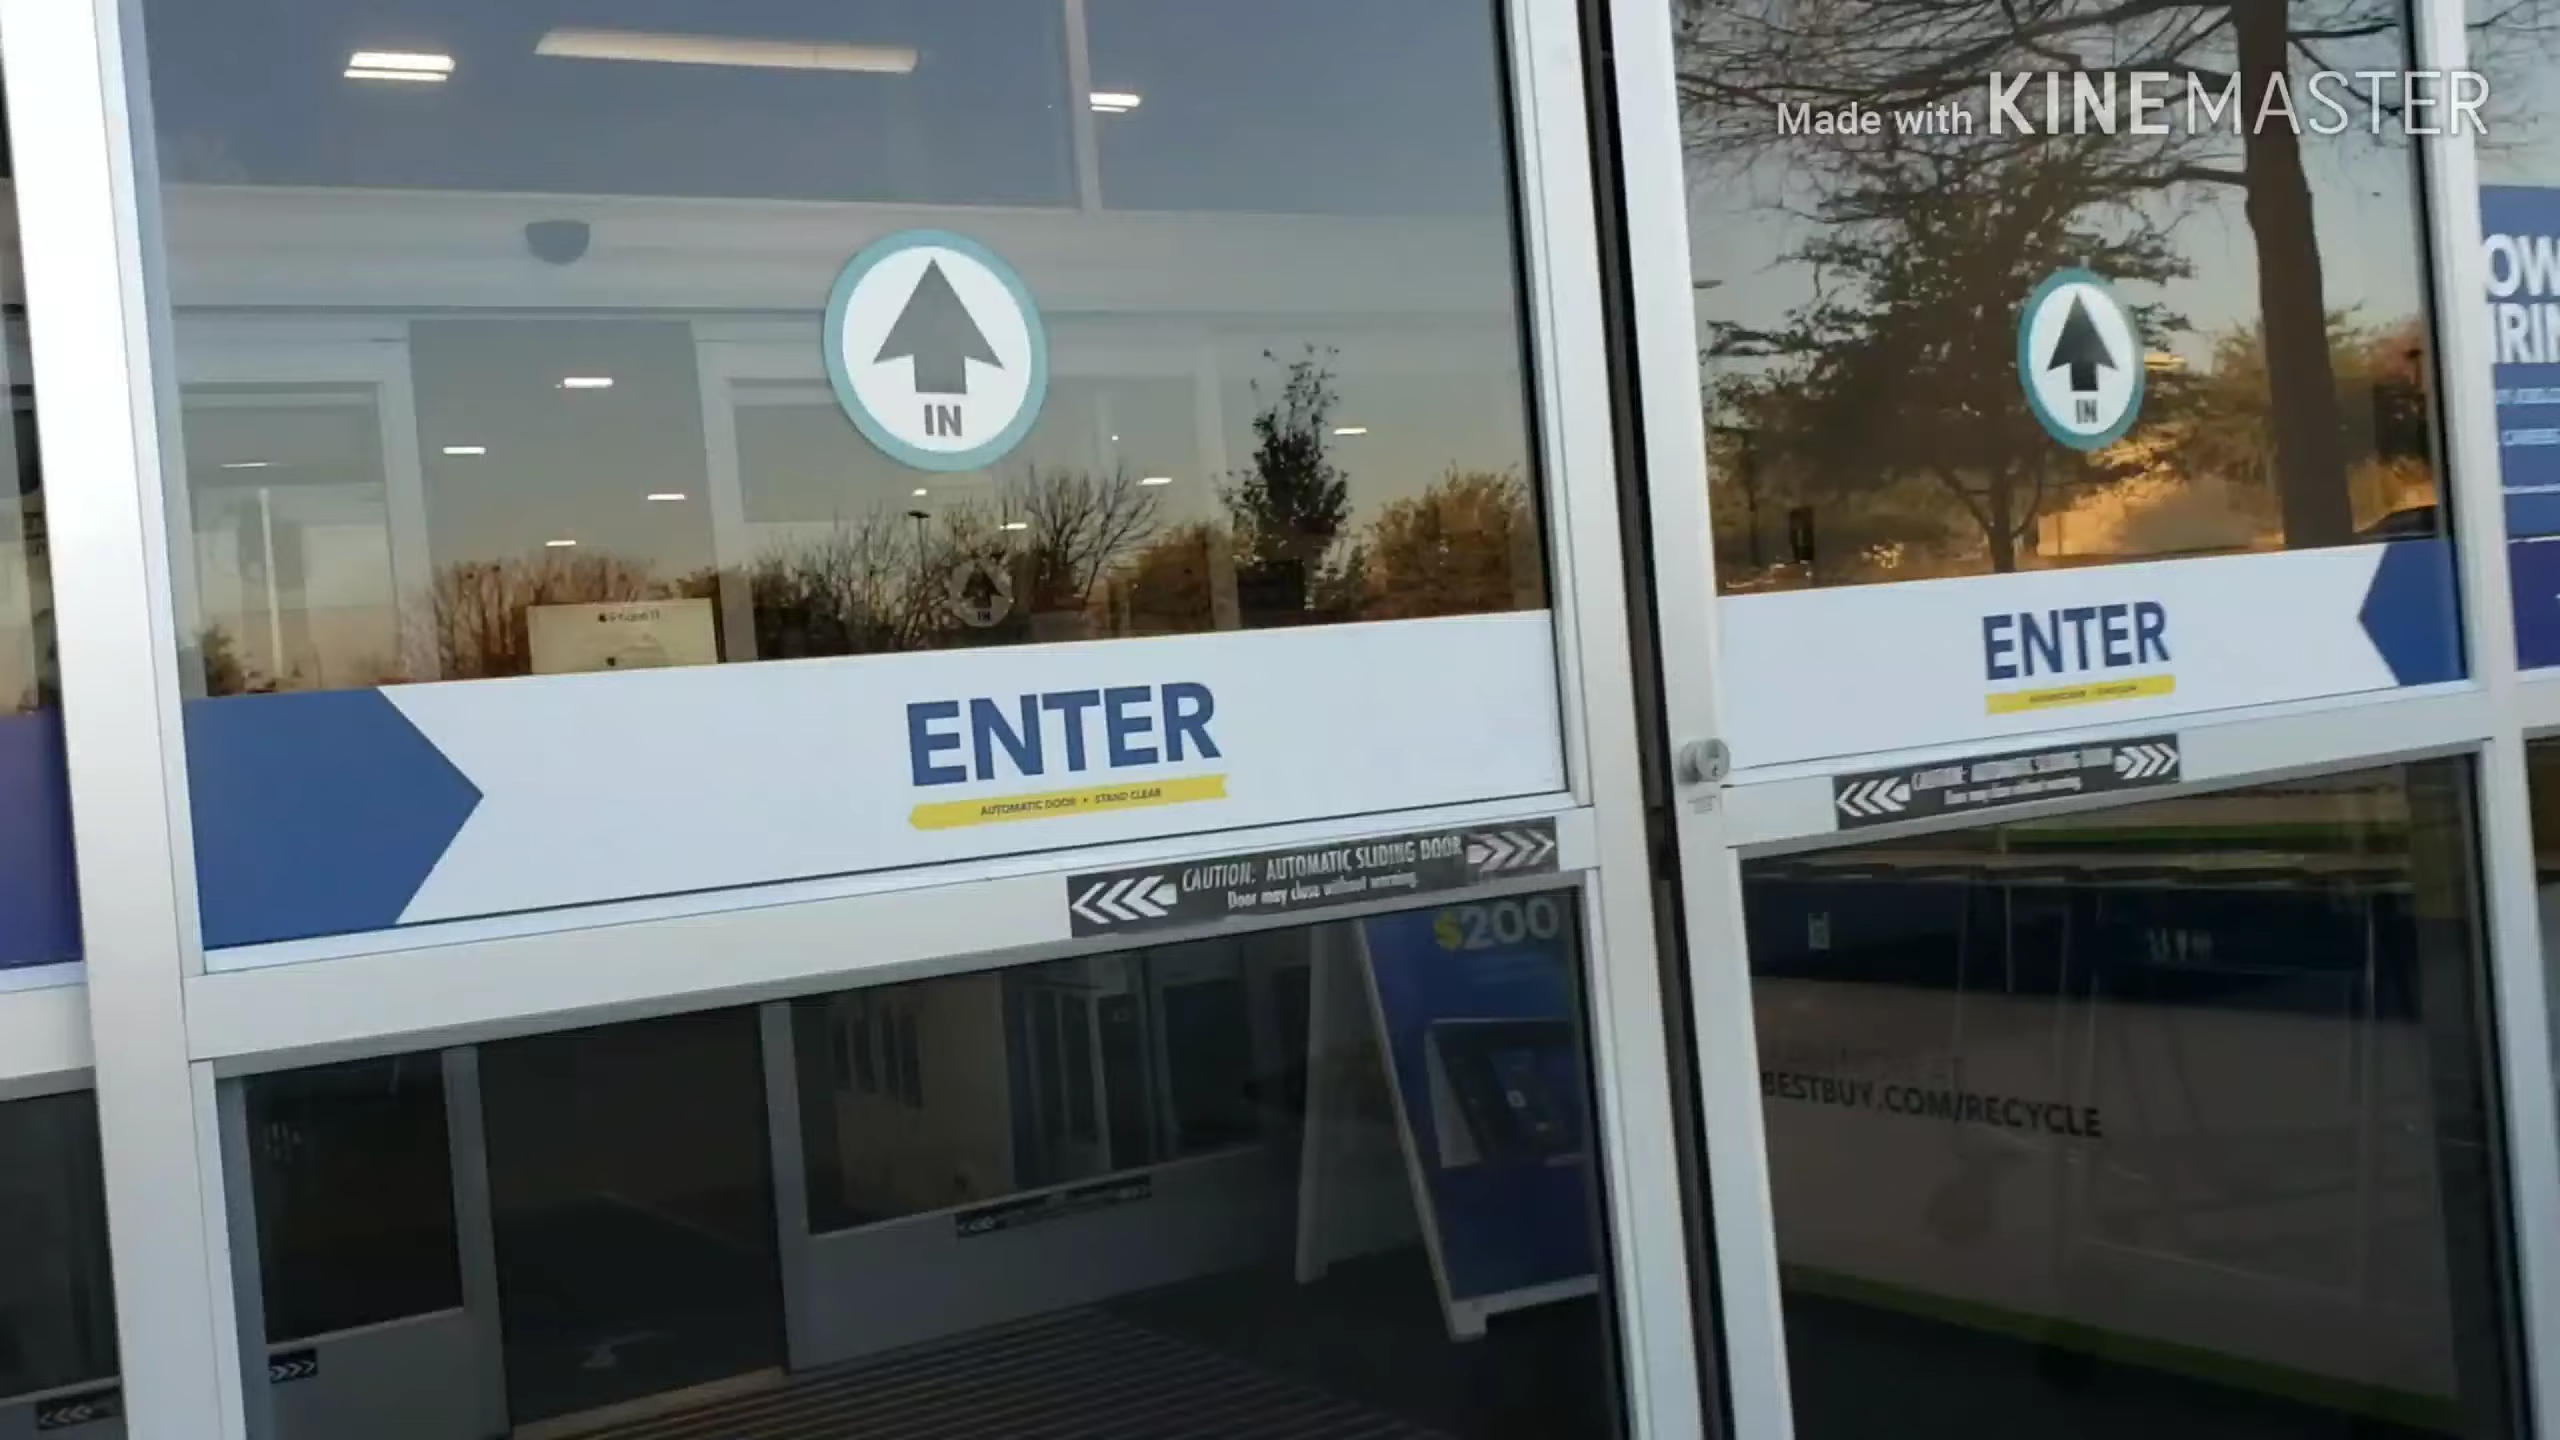 Made with KINEMASTER
IN
IN
ENTER
AUTOMATIC DOOR • STAND CLEAR
ENTER
CAUTION: AUTOMATIC SLIDING DOOR
Door may close without warning.
$200
BESTBUY.COM/RECYCLE